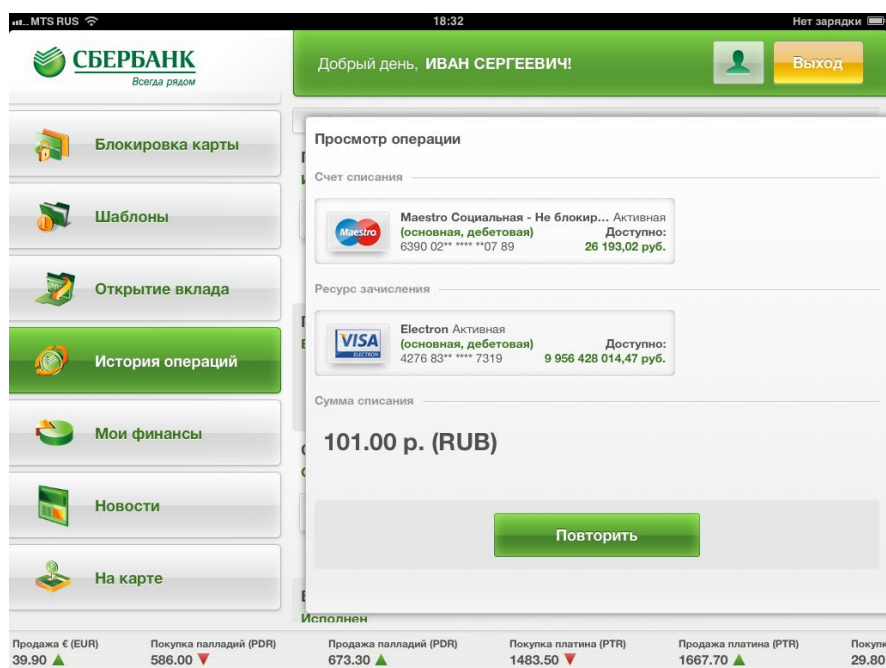 MTS RUS
18:32
Нет зарядки
СБЕРБАНК
Всегда рядом
Добрый день, ИВАН СЕРГЕЕВИЧ!
Выход
Блокировка карты
Шаблоны
Открытие вклада
История операций
Мои финансы
Новости
На карте
Просмотр операции
Счет списания
Maestro
Maestro Социальная - Не блокир... Активная
(основная, дебетовая) Доступно:
6390 02** **** **07 89 26 193,02 руб.
Ресурс зачисления
VISA
ELECTRON
Electron Активная
(основная, дебетовая) Доступно:
4276 83** **** 7319 9 956 428 014,47 руб.
Сумма списания
101.00 р. (RUB)
Повторить
Исполнен
Продажа € (EUR) Покупка палладий (PDR) Продажа палладий (PDR) Покупка платина (PTR) Продажа платина (PTR)
39.90 586.00 673.30 1483.50 1667.70 29.80